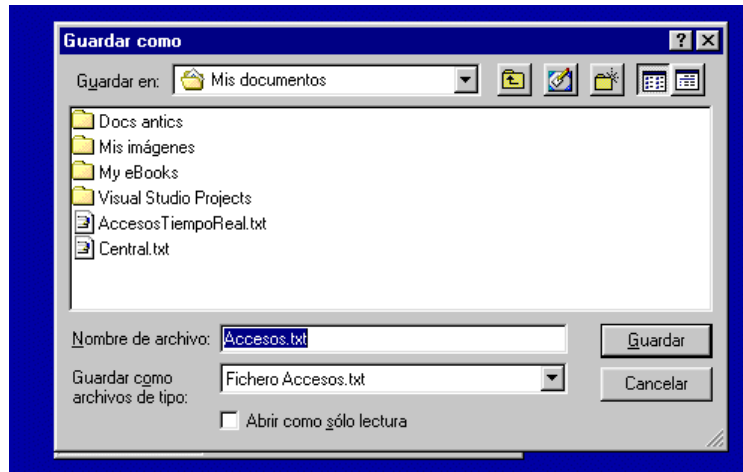 Guardar como
Guardar en: Mis documentos
Docs antics
Mis imágenes
My eBooks
Visual Studio Projects
AccesosTiempoReal.txt
Central.txt
Nombre de archivo: Accesos.txt Guardar
Guardar como archivos de tipo: Fichero Accesos.txt Cancelar
Abrir como sólo lectura